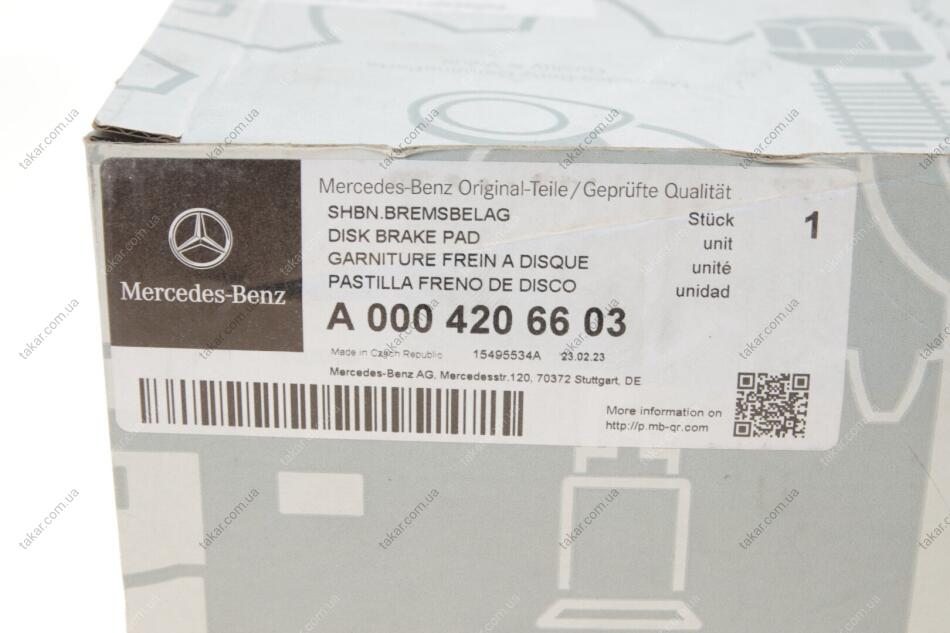 Mercedes-Benz
Mercedes-Benz Original-Teile/Geprüfte Qualität
SHBN.BREMSBELAG
DISK BRAKE PAD
GARNITURE FREIN A DISQUE
PASTILLA FRENO DE DISCO
Stück
unit
unité
unidad
1
A 000 420 66 03
Made in Czech Republic 15495534A 23.02.23
Mercedes-Benz AG, Mercedesstr.120, 70372 Stuttgart, DE
More information on
http://p.mb-qr.com
takar.com.ua